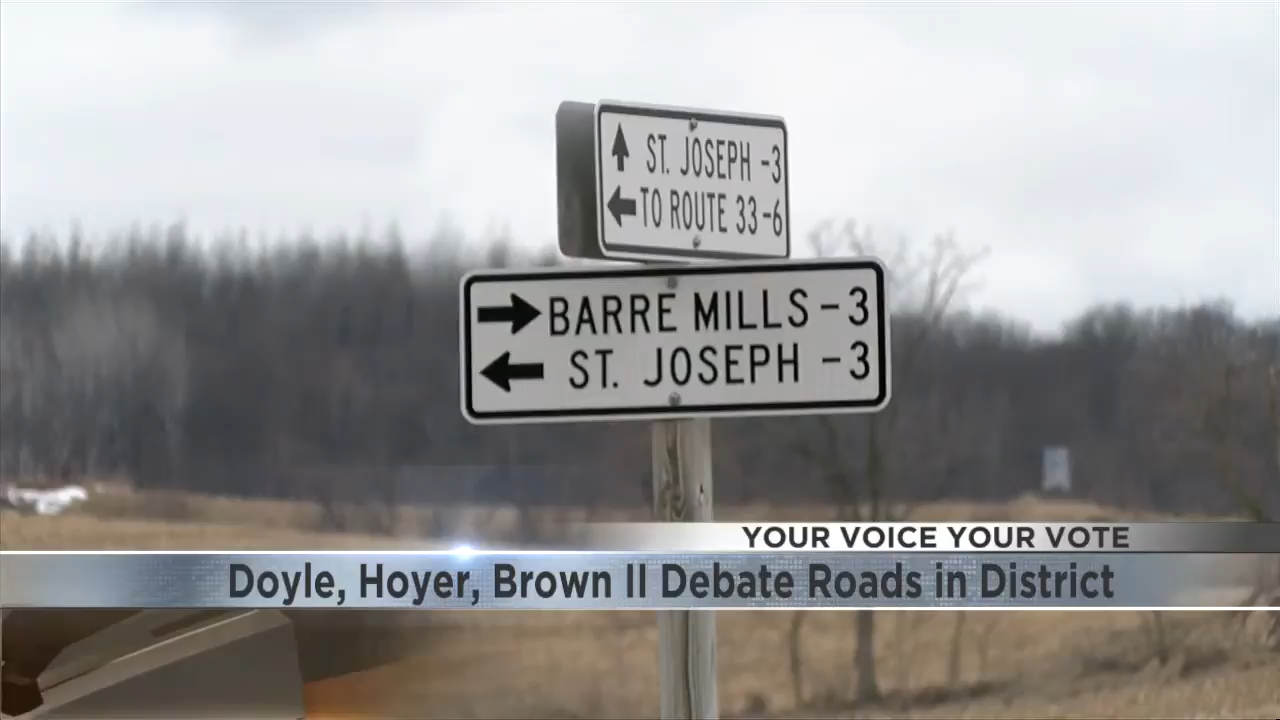 ↑ ST. JOSEPH -3
← TO ROUTE 33-6
→ BARRE MILLS -3
← ST. JOSEPH -3
YOUR VOICE YOUR VOTE
Doyle, Hoyer, Brown II Debate Roads in District